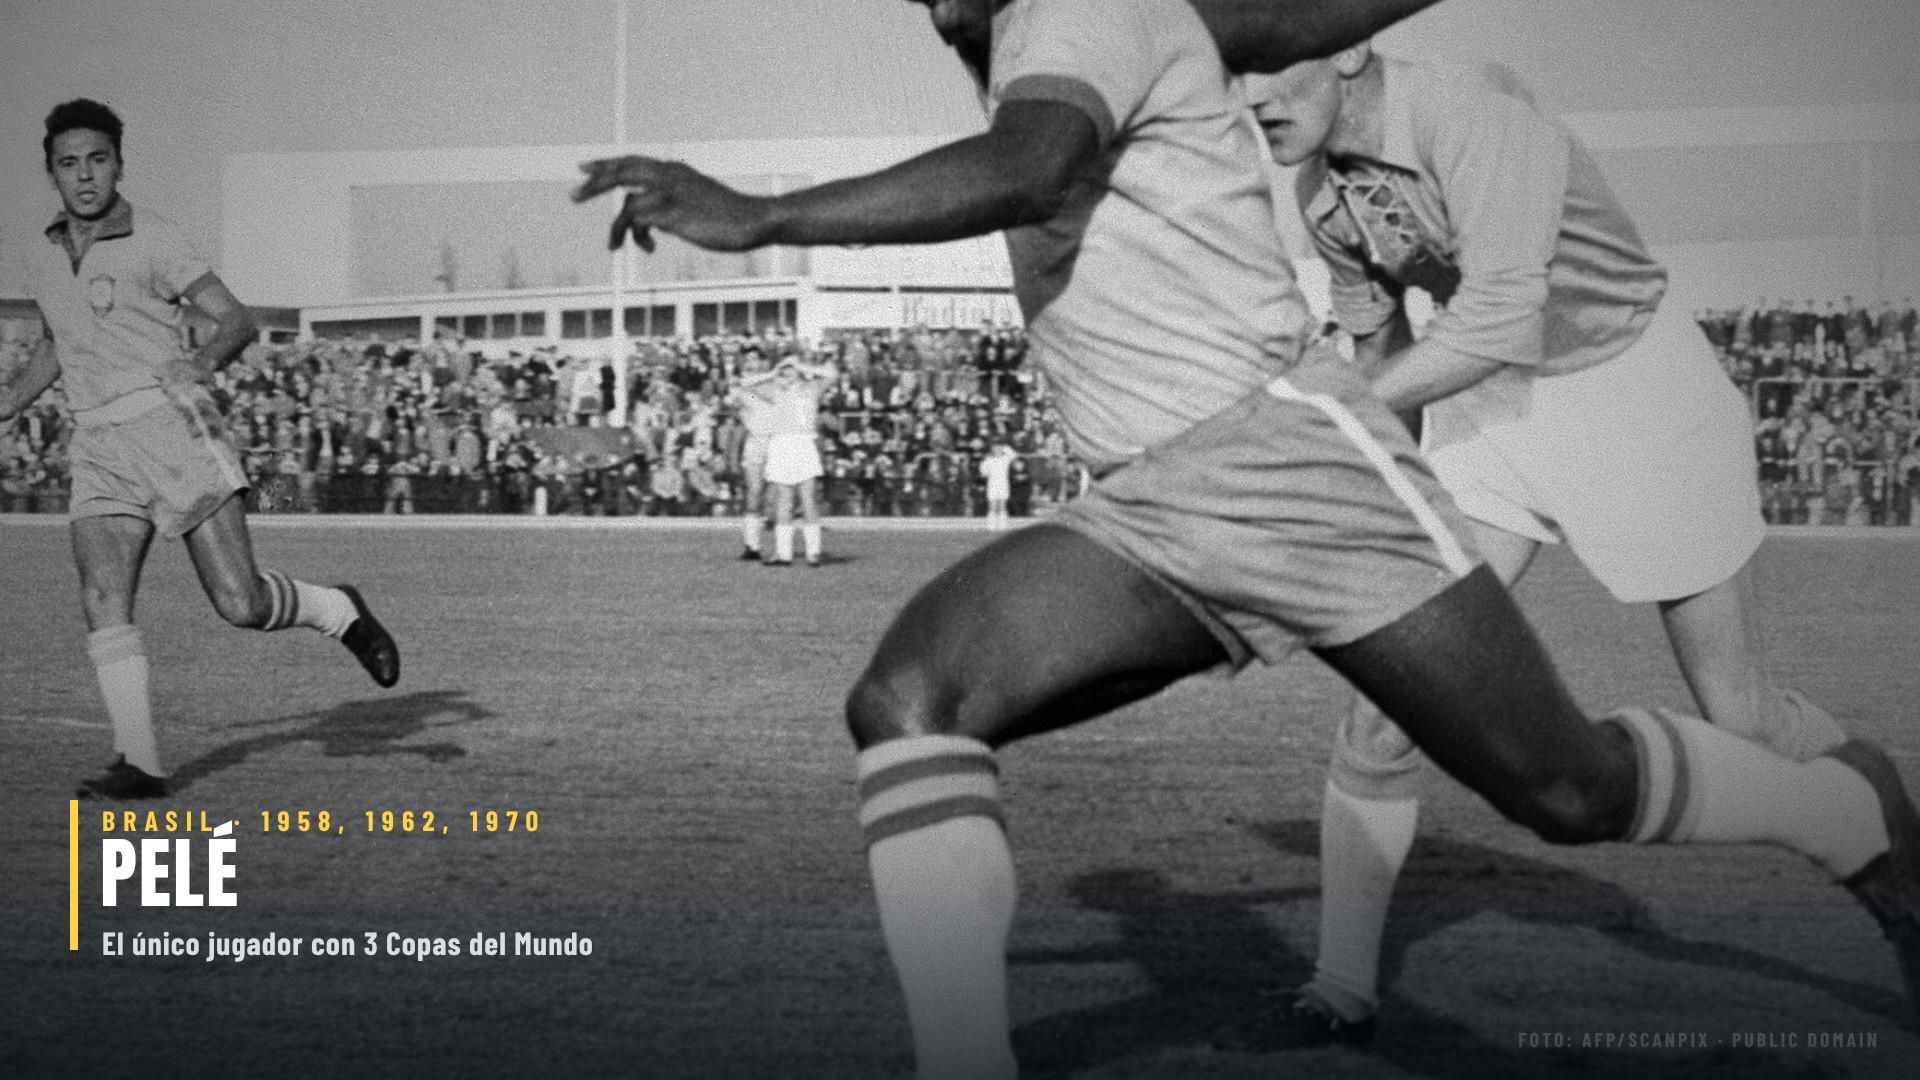 BRASIL · 1958, 1962, 1970
PELÉ
El único jugador con 3 Copas del Mundo
FOTO: AFP/SCANPIX · PUBLIC DOMAIN